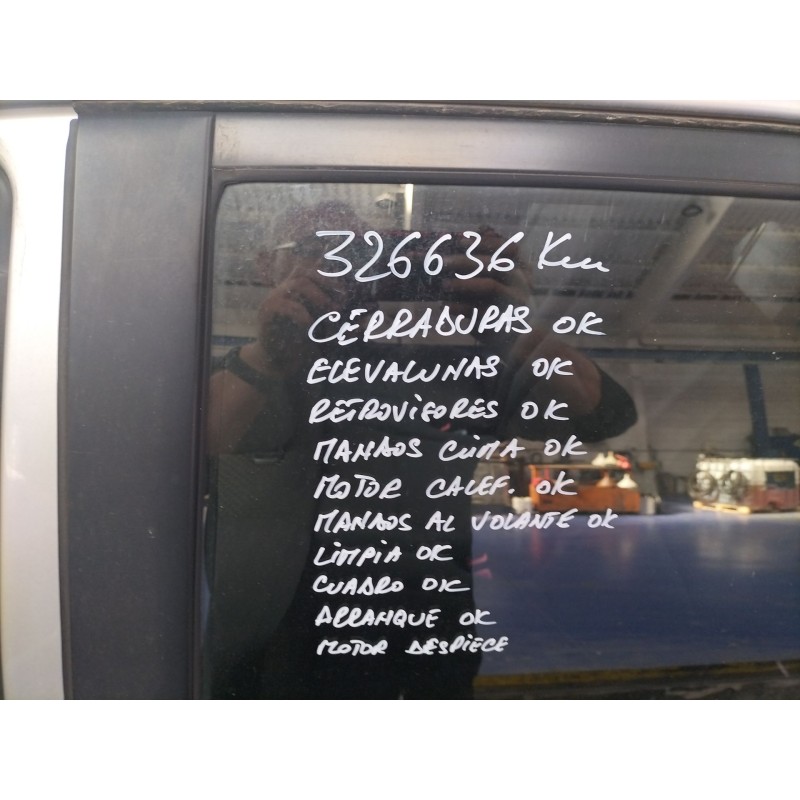 326636 Km
CERRADURAS OK
ELEVALUNAS OK
RETROVISORES OK
MANDOS CLIMA OK
MOTOR CALEF. OK
MANDOS AL VOLANTE OK
LIMPIA OK
CUADRO OK
ARRANQUE OK
MOTOR DESPIECE